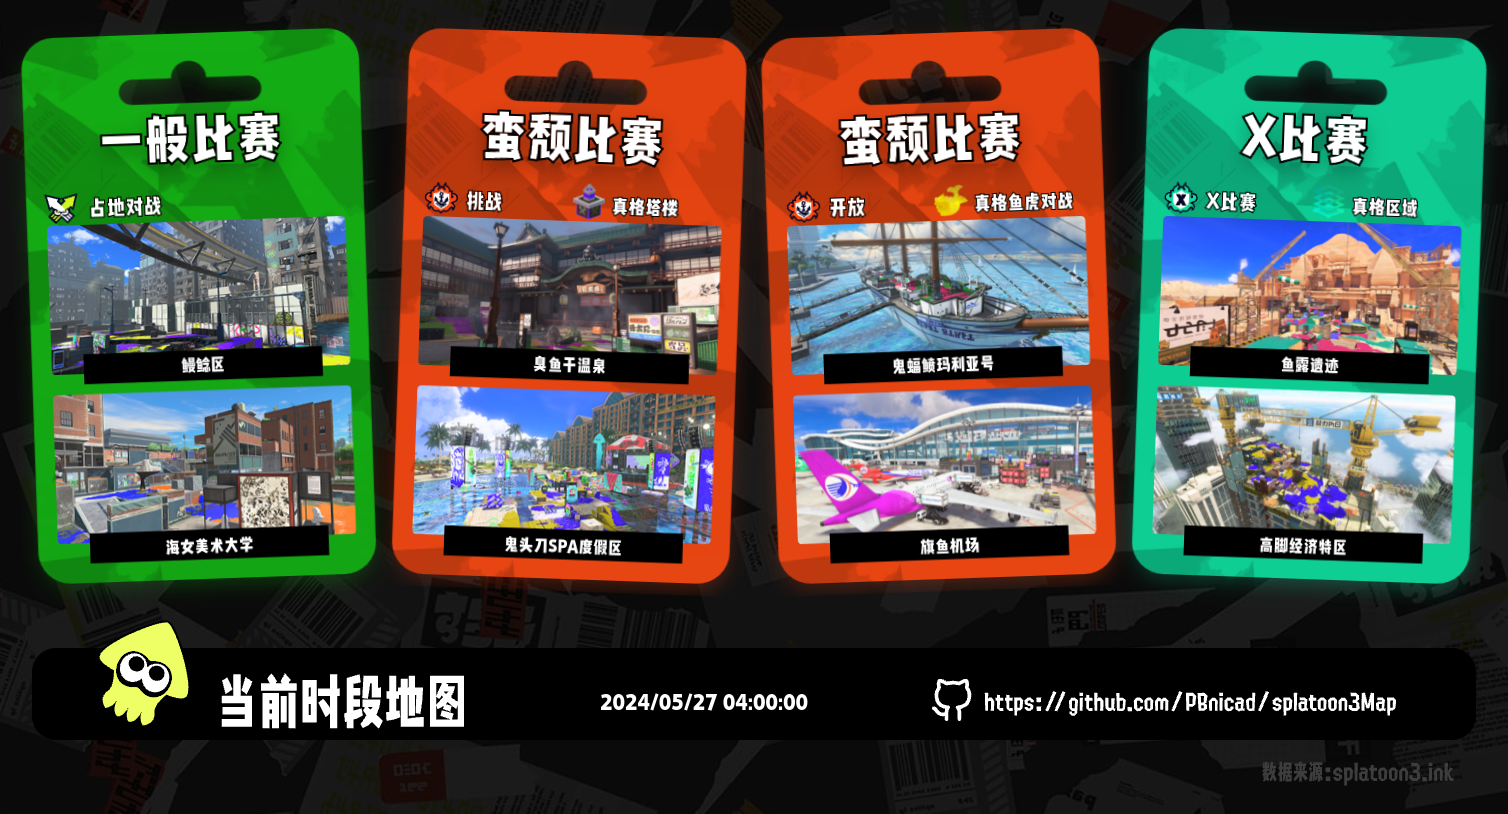 一般比赛
占地对战
鳗鲶区
海女美术大学
蛮颓比赛
挑战
真格塔楼
臭鱼干温泉
鬼头刀SPA度假区
蛮颓比赛
开放
真格鱼虎对战
鬼蝠鲼玛利亚号
旗鱼机场
X比赛
X比赛
真格区域
鱼露遗迹
高脚经济特区
当前时段地图
2024/05/27 04:00:00
https://github.com/PBnicad/splatoon3Map
数据来源:splatoon3.ink